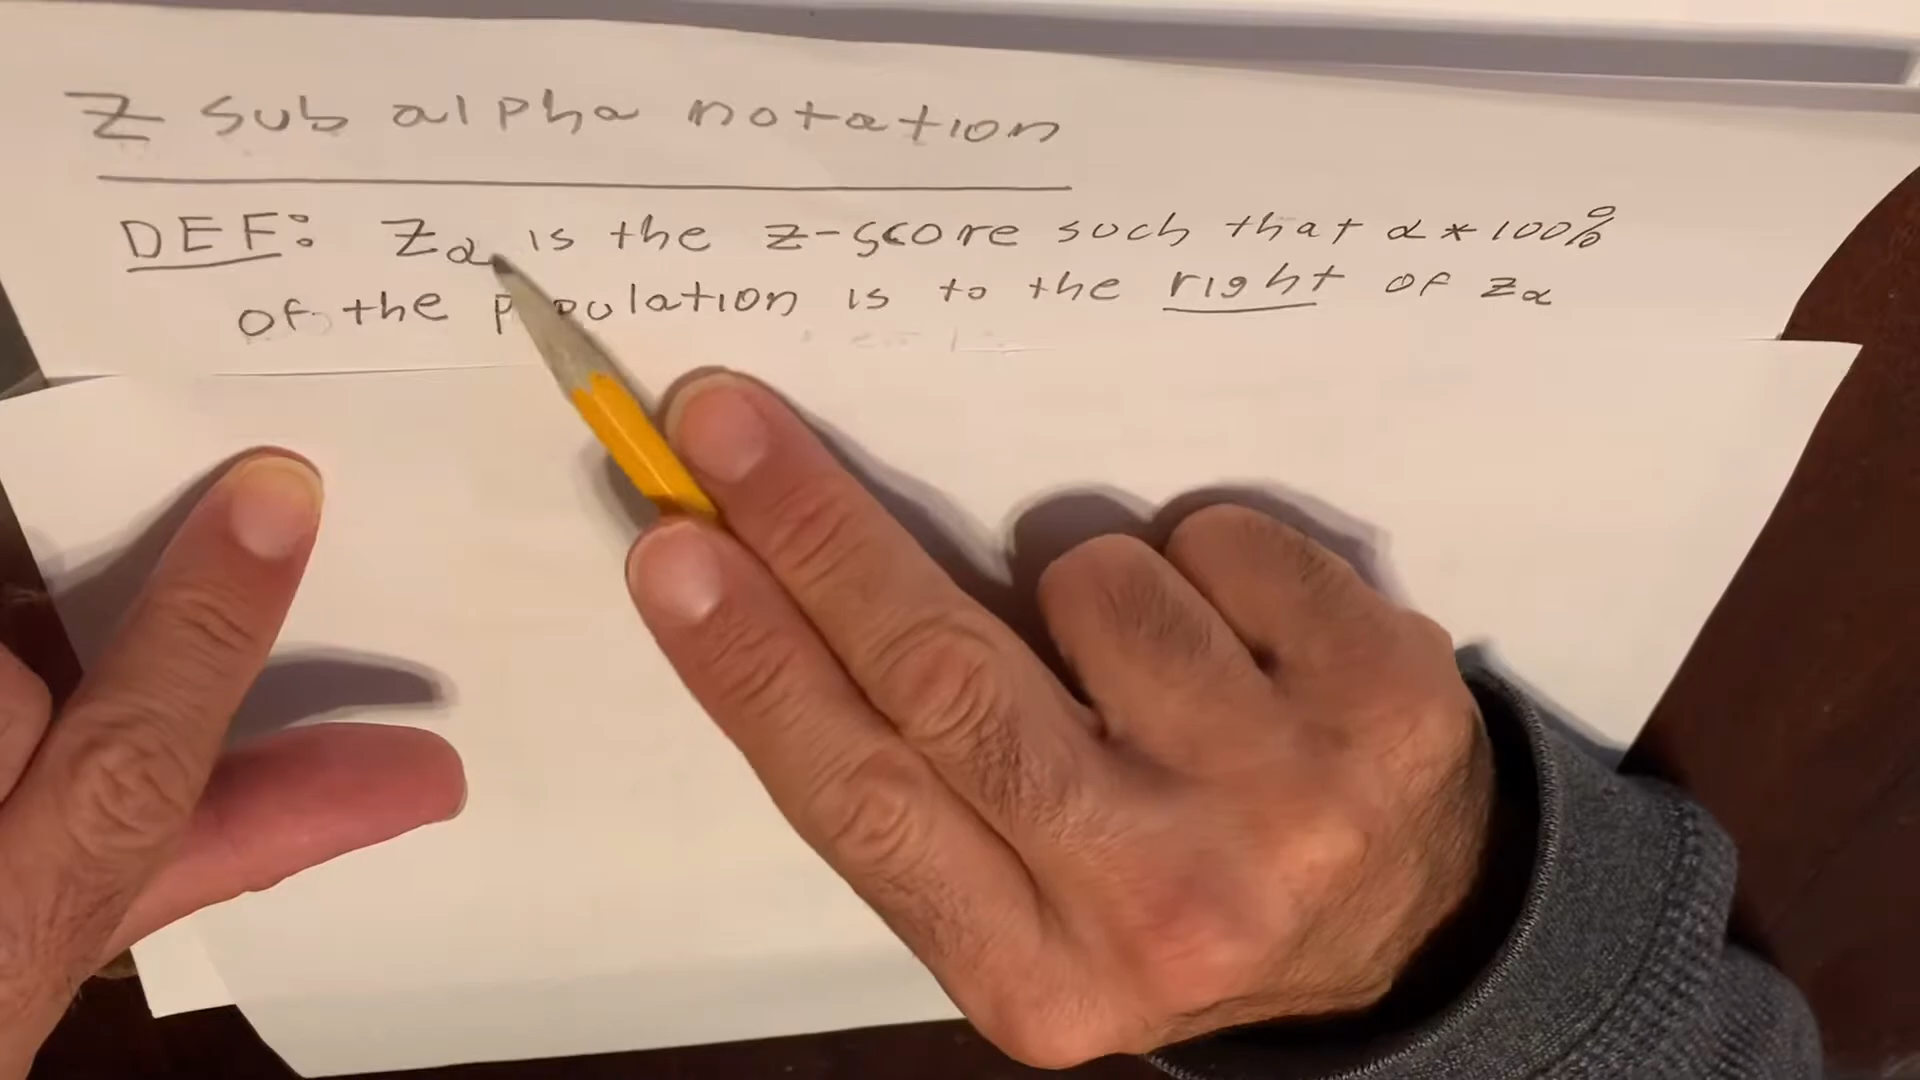 Z sub alpha notation
DEF: Zα is the z-score such that α * 100%
of the population is to the right of zα